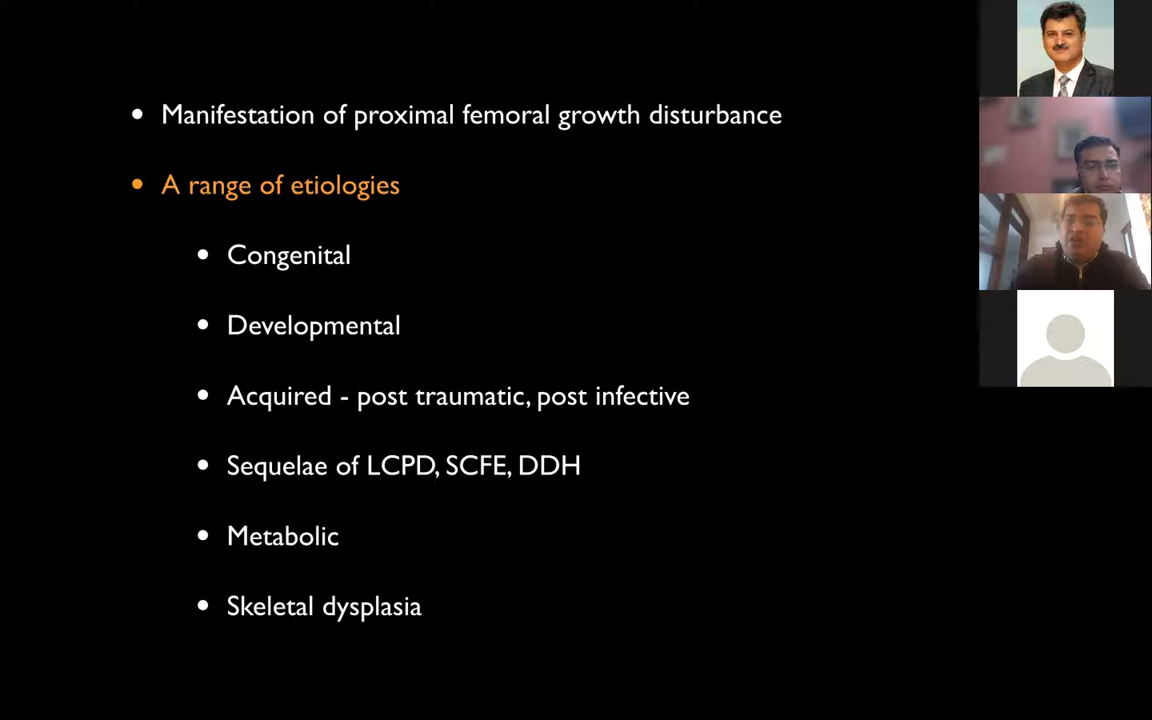 • Manifestation of proximal femoral growth disturbance
• A range of etiologies
• Congenital
• Developmental
• Acquired - post traumatic, post infective
• Sequelae of LCPD, SCFE, DDH
• Metabolic
• Skeletal dysplasia